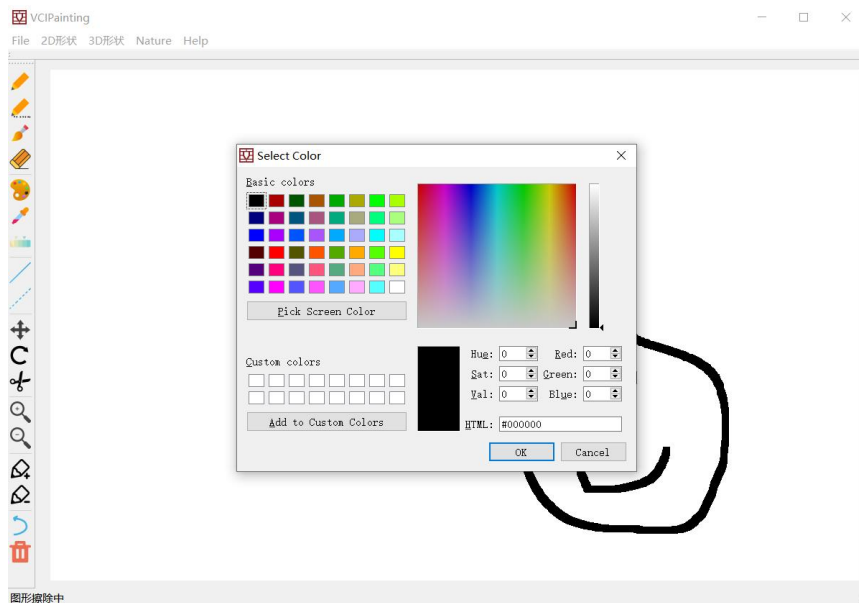 VCIPainting
File 2D形状 3D形状 Nature Help
Select Color
Basic colors
Pick Screen Color
Custom colors
Add to Custom Colors
Hue: 0 Red: 0
Sat: 0 Green: 0
Val: 0 Blue: 0
HTML: #000000
OK Cancel
图形擦除中